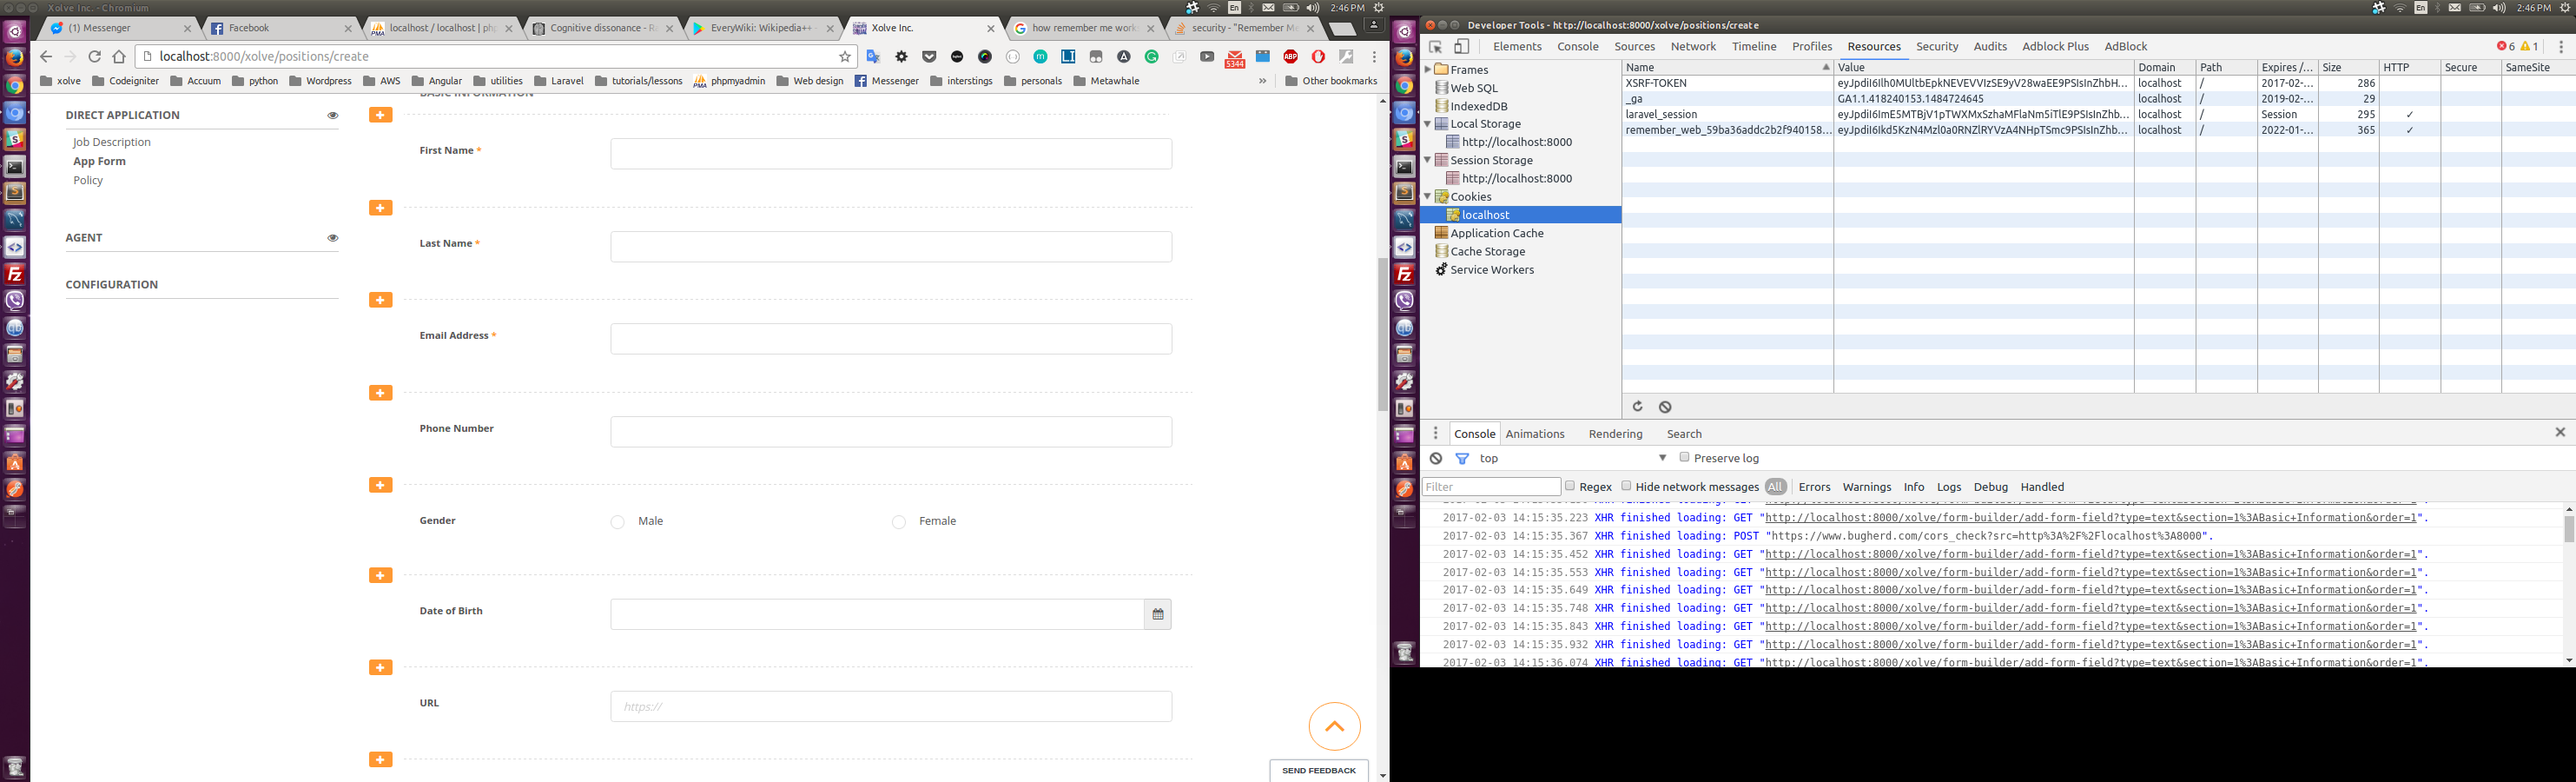 Xolve Inc. - Chromium
En 2:46 PM
(1) Messenger
Facebook
localhost / localhost | ph
Cognitive dissonance - R
EveryWiki: Wikipedia++
Xolve Inc.
how remember me work
security - "Remember Me
localhost:8000/xolve/positions/create
5344
ABP
xolve Codeigniter Accuum python Wordpress AWS Angular utilities Laravel tutorials/lessons phpmyadmin Web design Messenger interstings personals Metawhale » Other bookmarks
DIRECT APPLICATION
Job Description
App Form
Policy
AGENT
CONFIGURATION
BASIC INFORMATION
First Name *
Last Name *
Email Address *
Phone Number
Gender
Male
Female
Date of Birth
URL
https://
SEND FEEDBACK
En 2:46 PM
Developer Tools - http://localhost:8000/xolve/positions/create
Elements Console Sources Network Timeline Profiles Resources Security Audits Adblock Plus AdBlock 6 1
Frames
Web SQL
IndexedDB
Local Storage
http://localhost:8000
Session Storage
http://localhost:8000
Cookies
localhost
Application Cache
Cache Storage
Service Workers
Name Value Domain Path Expires /... Size HTTP Secure SameSite
XSRF-TOKEN localhost / 2017-02-... 286
_ga GA1.1.418240153.1484724645 localhost / 2019-02-... 29
laravel_session localhost / Session 295 ✓
remember_web_59ba36addc2b2f940158... localhost / 2022-01-... 365 ✓
Console Animations Rendering Search
top Preserve log
Filter Regex Hide network messages All Errors Warnings Info Logs Debug Handled
2017-02-03 14:15:35.223 XHR finished loading: GET "http://localhost:8000/xolve/form-builder/add-form-field?type=text&section=1%3ABasic+Information&order=1".
2017-02-03 14:15:35.367 XHR finished loading: POST "https://www.bugherd.com/cors_check?src=http%3A%2F%2Flocalhost%3A8000".
2017-02-03 14:15:35.452 XHR finished loading: GET "http://localhost:8000/xolve/form-builder/add-form-field?type=text&section=1%3ABasic+Information&order=1".
2017-02-03 14:15:35.553 XHR finished loading: GET "http://localhost:8000/xolve/form-builder/add-form-field?type=text&section=1%3ABasic+Information&order=1".
2017-02-03 14:15:35.649 XHR finished loading: GET "http://localhost:8000/xolve/form-builder/add-form-field?type=text&section=1%3ABasic+Information&order=1".
2017-02-03 14:15:35.748 XHR finished loading: GET "http://localhost:8000/xolve/form-builder/add-form-field?type=text&section=1%3ABasic+Information&order=1".
2017-02-03 14:15:35.843 XHR finished loading: GET "http://localhost:8000/xolve/form-builder/add-form-field?type=text&section=1%3ABasic+Information&order=1".
2017-02-03 14:15:35.932 XHR finished loading: GET "http://localhost:8000/xolve/form-builder/add-form-field?type=text&section=1%3ABasic+Information&order=1".
2017-02-03 14:15:36.074 XHR finished loading: GET "http://localhost:8000/xolve/form-builder/add-form-field?type=text&section=1%3ABasic+Information&order=1".